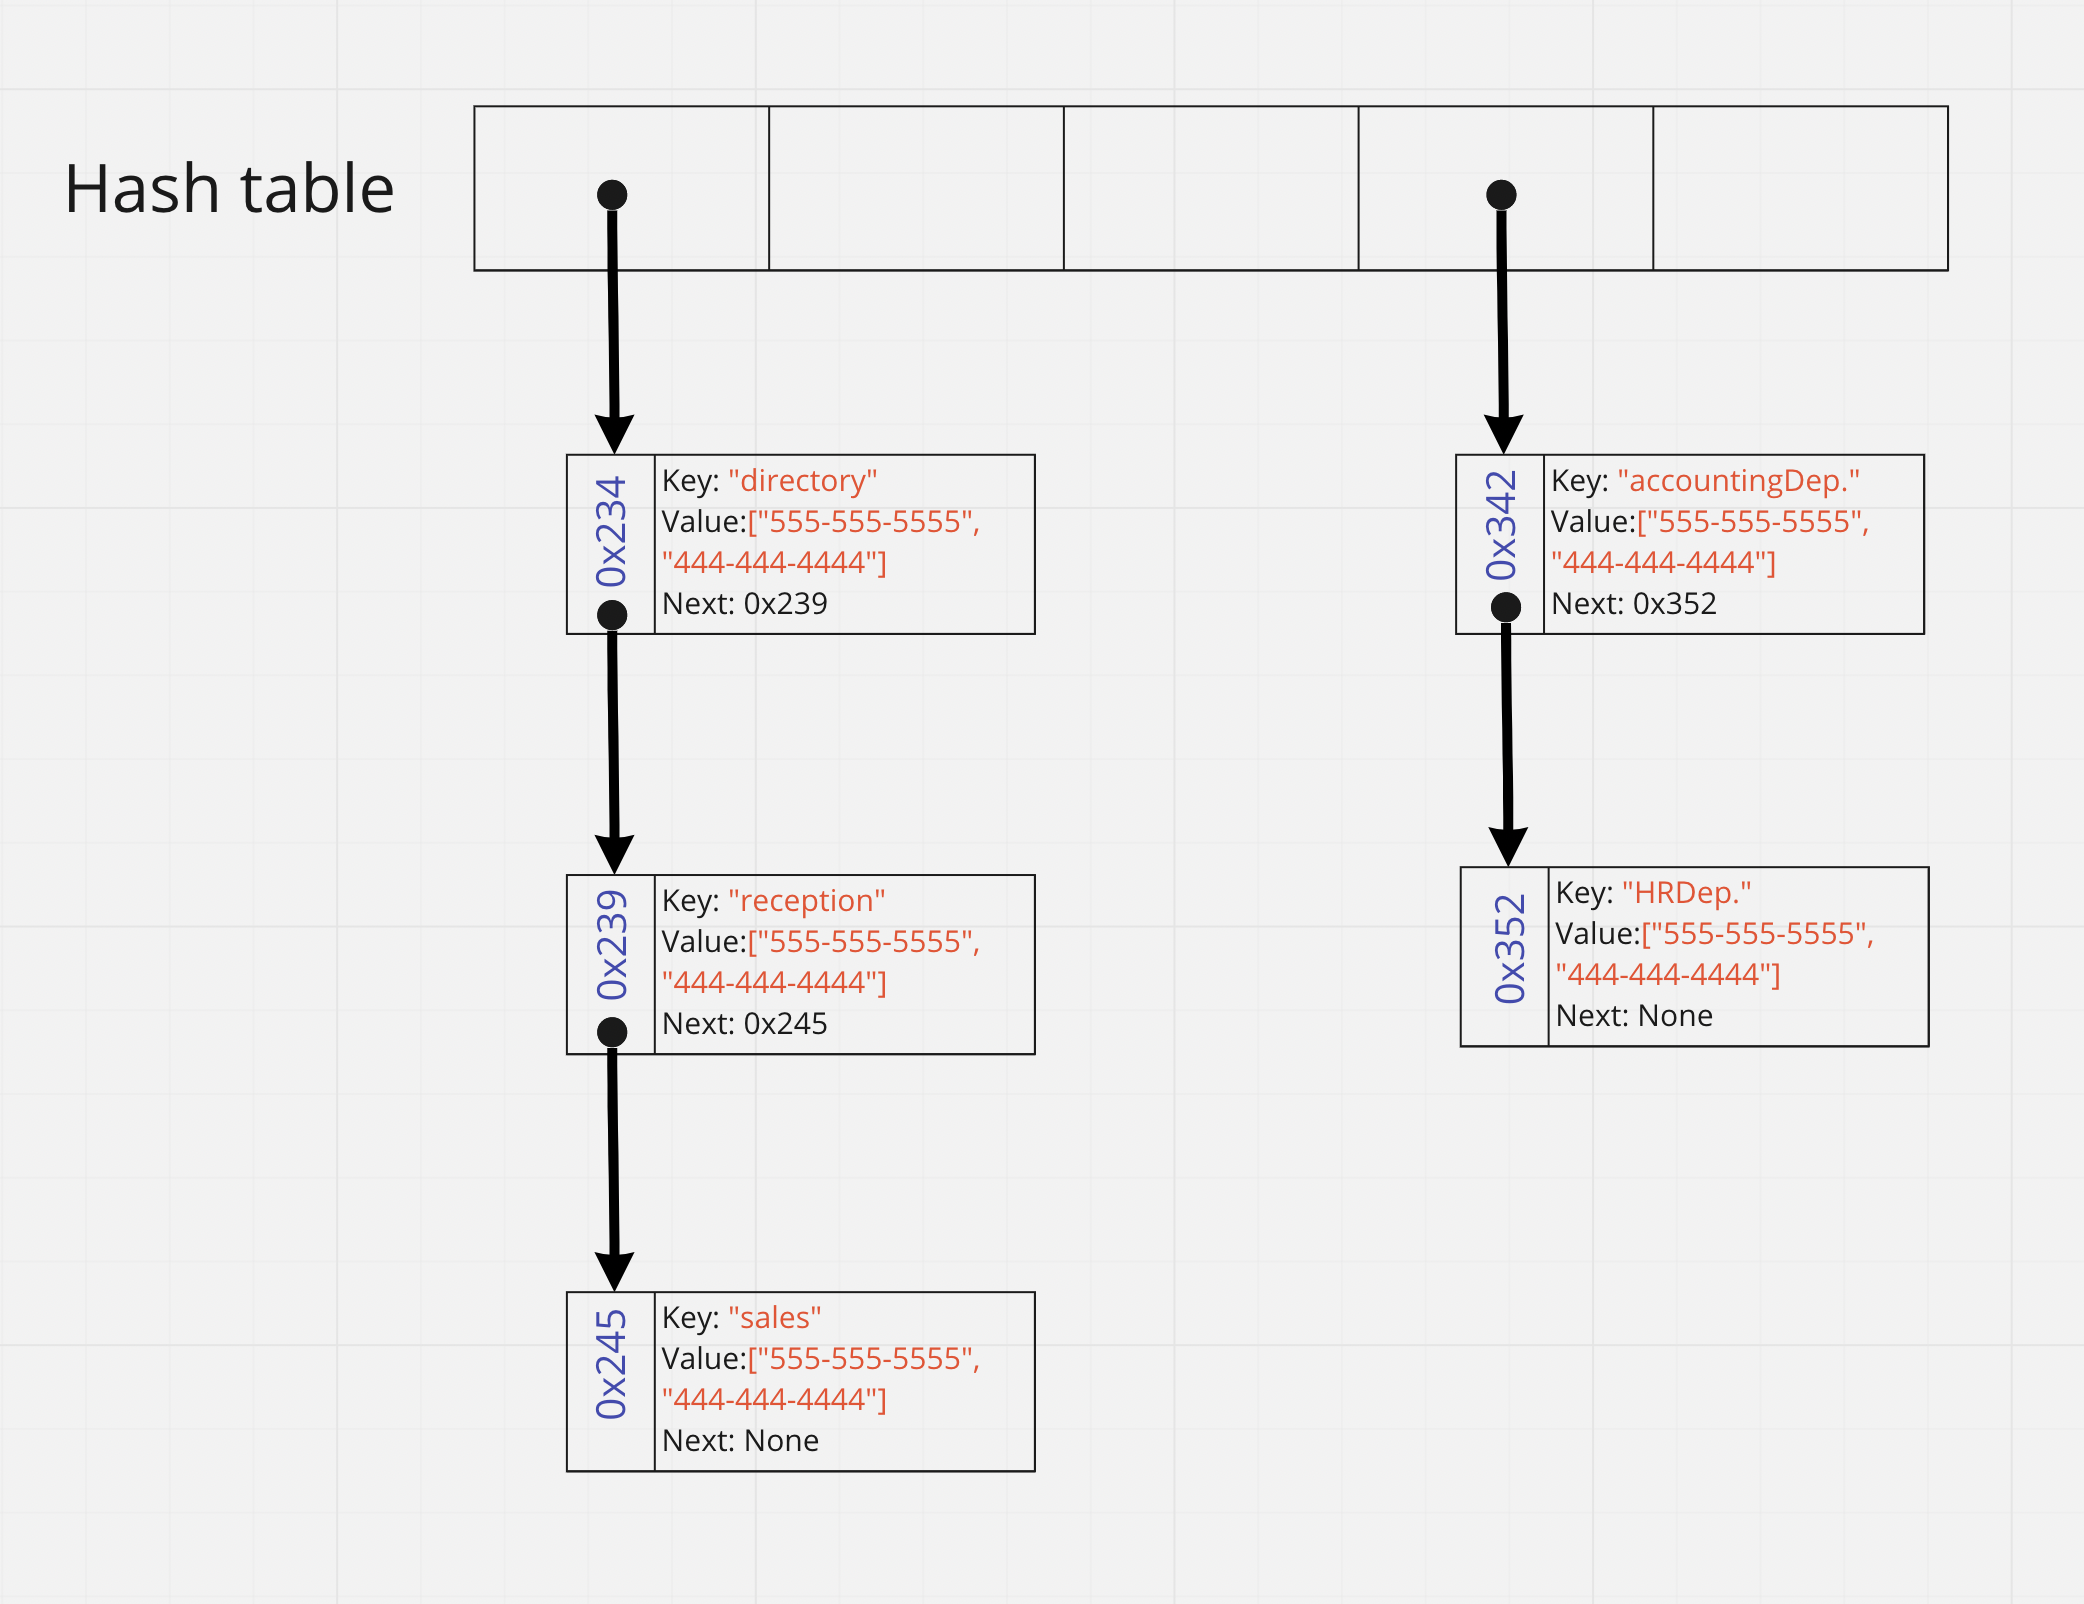 Hash table
0x234
Key: "directory"
Value:["555-555-5555",
"444-444-4444"]
Next: 0x239
0x342
Key: "accountingDep."
Value:["555-555-5555",
"444-444-4444"]
Next: 0x352
0x239
Key: "reception"
Value:["555-555-5555",
"444-444-4444"]
Next: 0x245
0x352
Key: "HRDep."
Value:["555-555-5555",
"444-444-4444"]
Next: None
0x245
Key: "sales"
Value:["555-555-5555",
"444-444-4444"]
Next: None